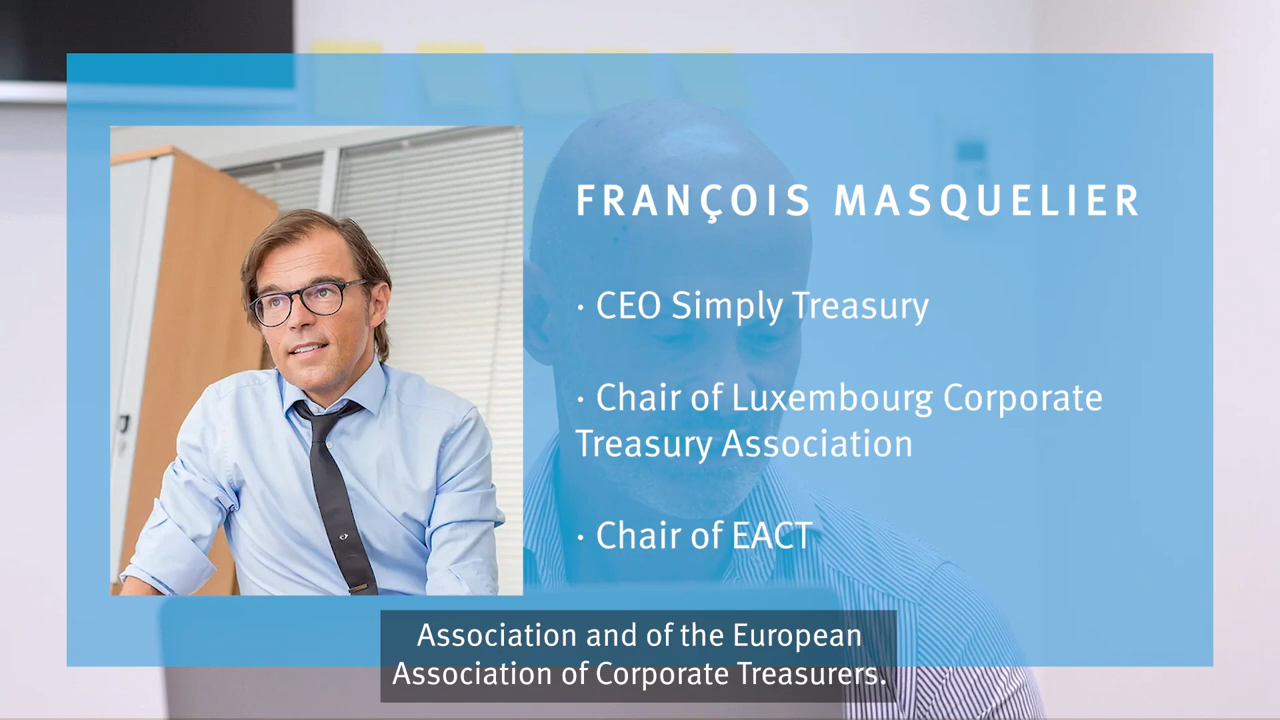 FRANÇOIS MASQUELIER
· CEO Simply Treasury
· Chair of Luxembourg Corporate
Treasury Association
· Chair of EACT
Association and of the European
Association of Corporate Treasurers.